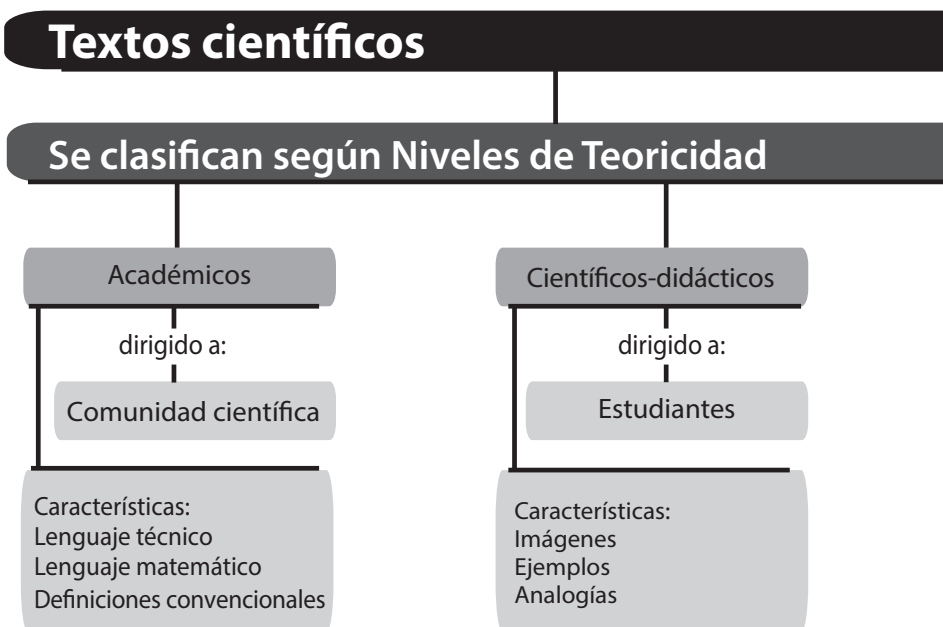 Textos científicos
Se clasifican según Niveles de Teoricidad
Académicos
dirigido a:
Comunidad científica
Características:
Lenguaje técnico
Lenguaje matemático
Definiciones convencionales
Científicos-didácticos
dirigido a:
Estudiantes
Características:
Imágenes
Ejemplos
Analogías